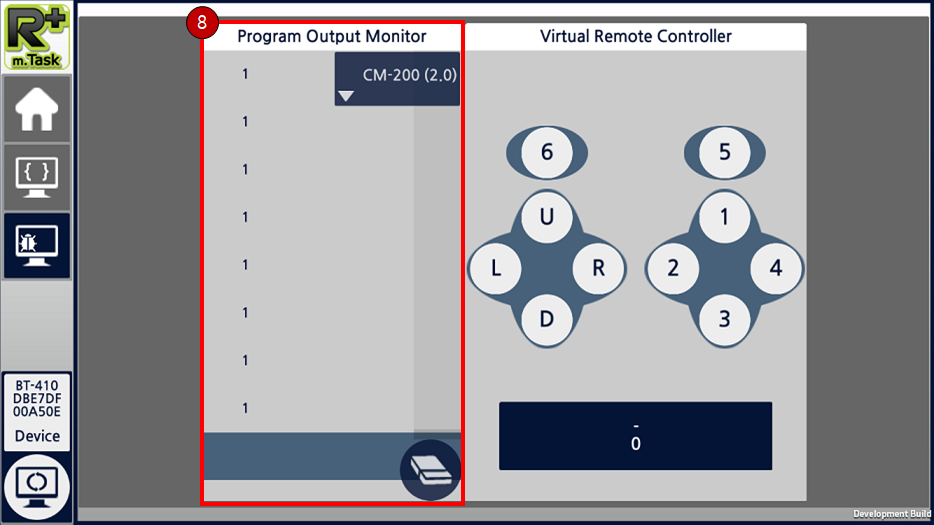 R+
m.Task
8
Program Output Monitor
CM-200 (2.0)
1
1
1
1
1
1
1
1
Virtual Remote Controller
6
5
U
L
R
D
1
2
4
3
-
0
{ }
BT-410
DBE7DF
00A50E
Device
Development Build